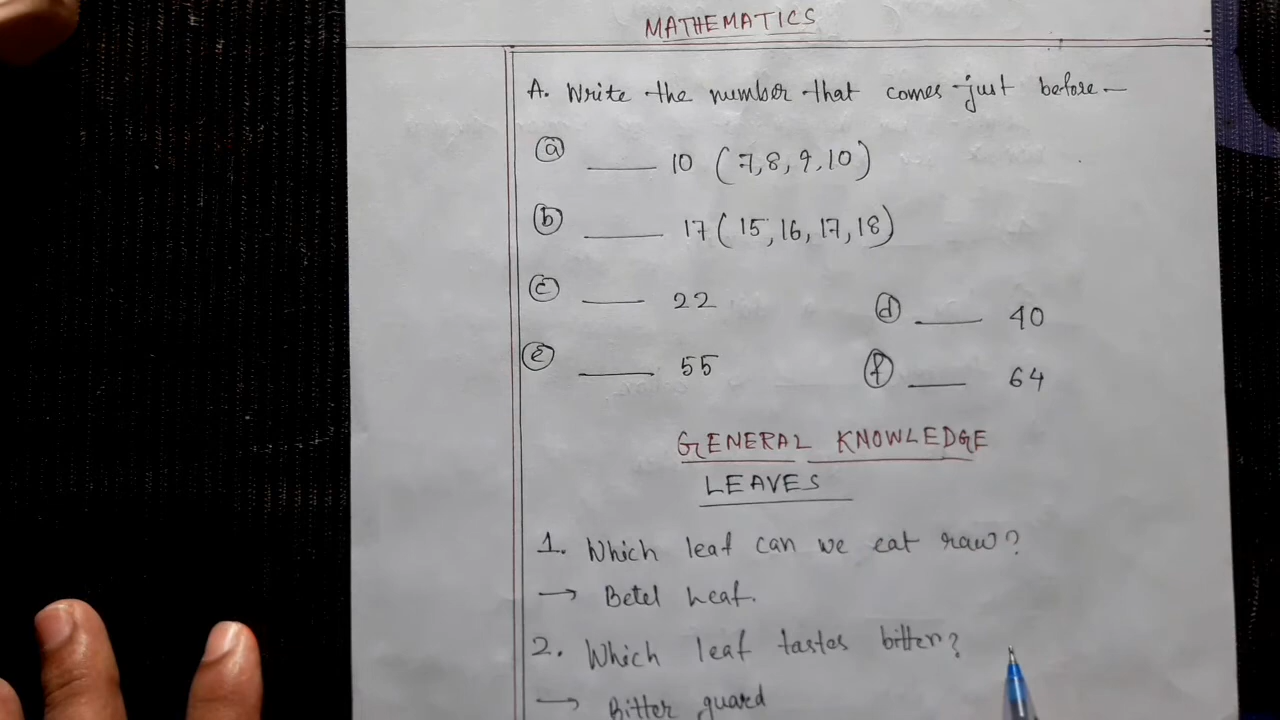 MATHEMATICS
A. Write the number that comes just before -
(a) ____ 10 (7, 8, 9, 10)
(b) ____ 17 (15, 16, 17, 18)
(c) ____ 22 (d) ____ 40
(e) ____ 55 (f) ____ 64
GENERAL KNOWLEDGE
LEAVES
1. Which leaf can we eat raw?
→ Betel heaf.
2. Which leaf tastes bitter?
→ Bitter guard